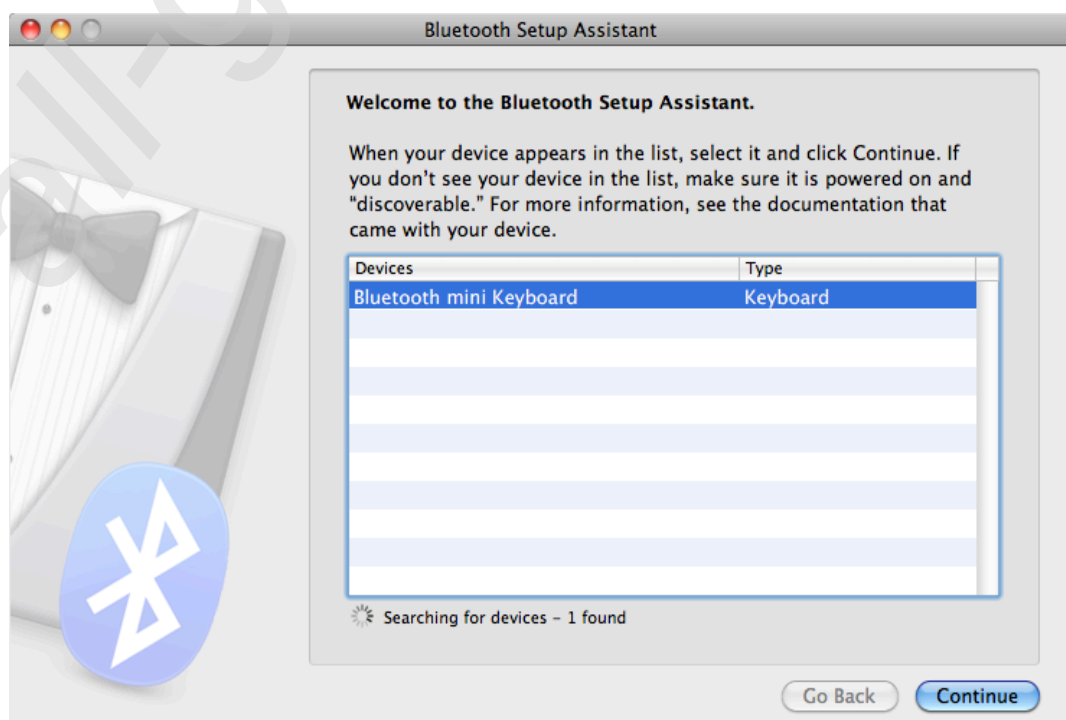 Bluetooth Setup Assistant
Welcome to the Bluetooth Setup Assistant.
When your device appears in the list, select it and click Continue. If
you don’t see your device in the list, make sure it is powered on and
“discoverable.” For more information, see the documentation that
came with your device.
Devices Type
Bluetooth mini Keyboard Keyboard
Searching for devices – 1 found
Go Back Continue